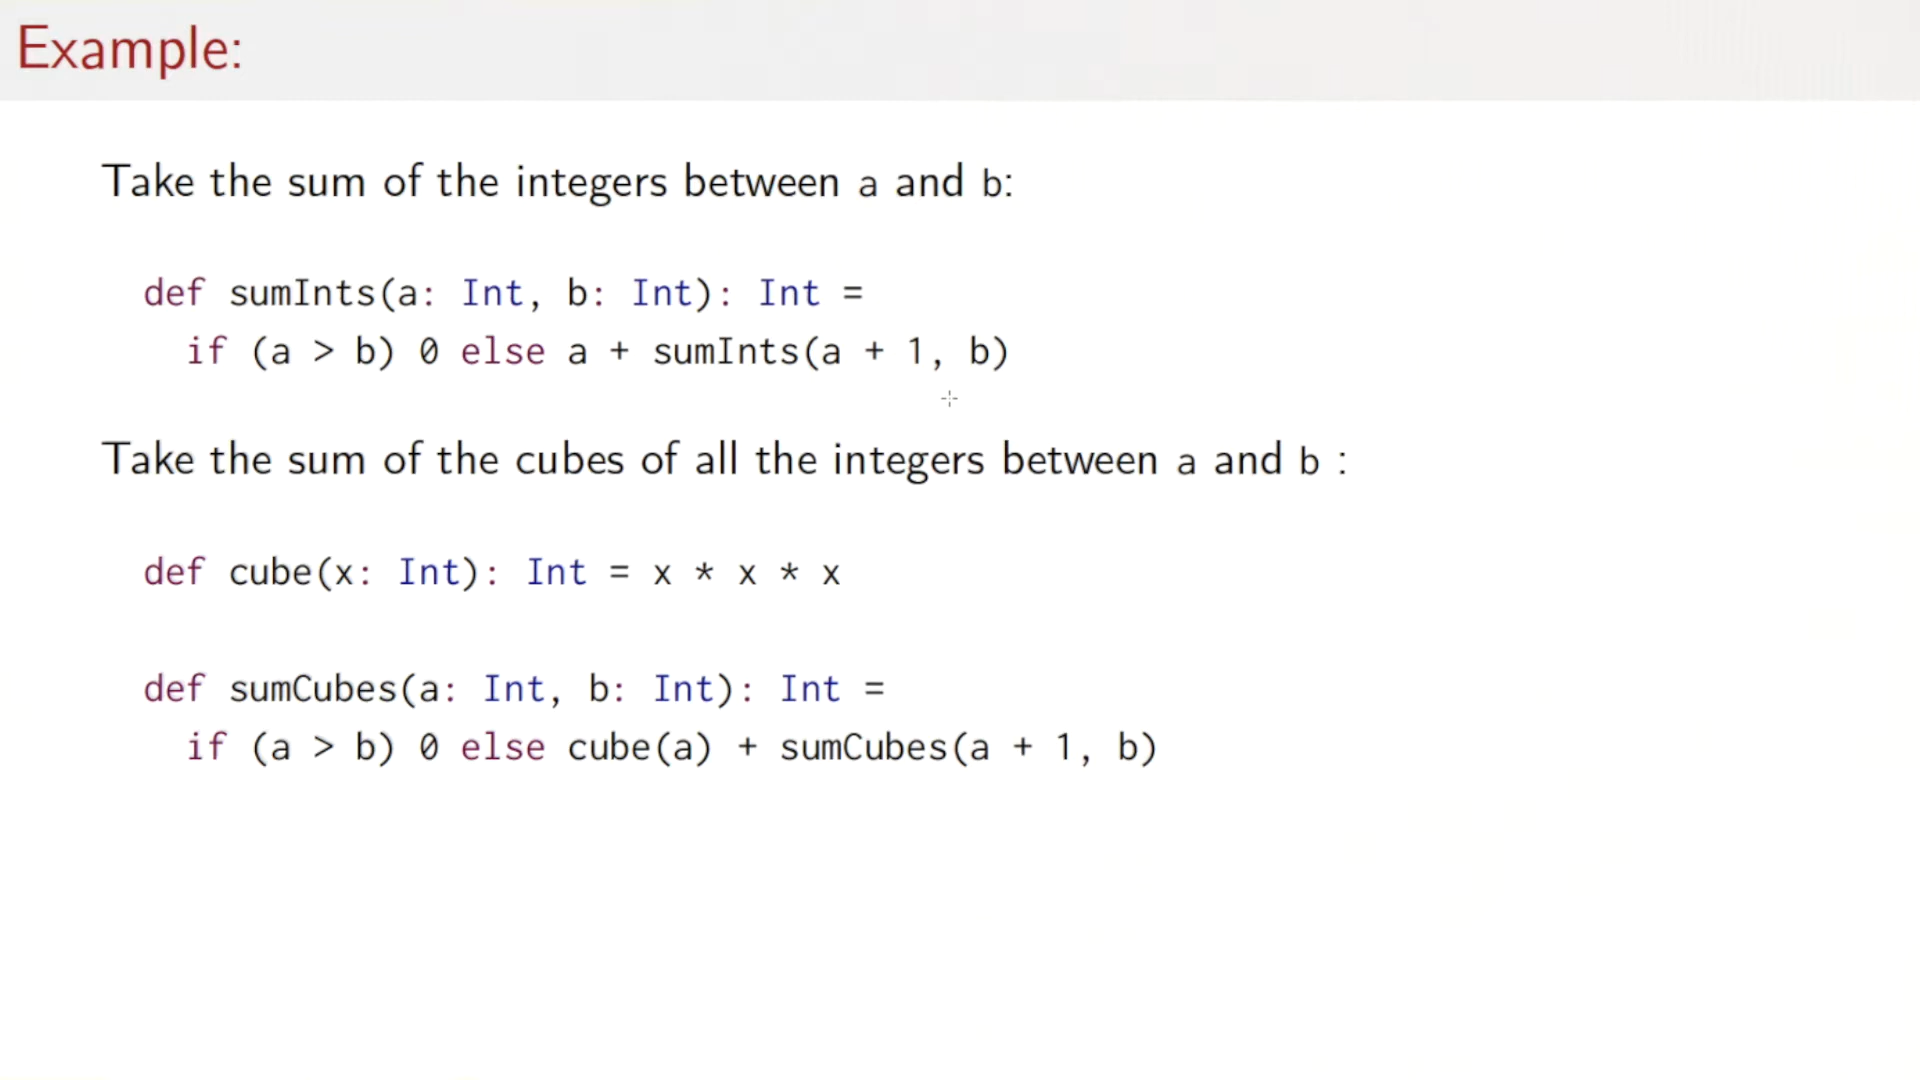 Example:
Take the sum of the integers between a and b:
def sumInts(a: Int, b: Int): Int =
if (a > b) 0 else a + sumInts(a + 1, b)
Take the sum of the cubes of all the integers between a and b :
def cube(x: Int): Int = x * x * x
def sumCubes(a: Int, b: Int): Int =
if (a > b) 0 else cube(a) + sumCubes(a + 1, b)